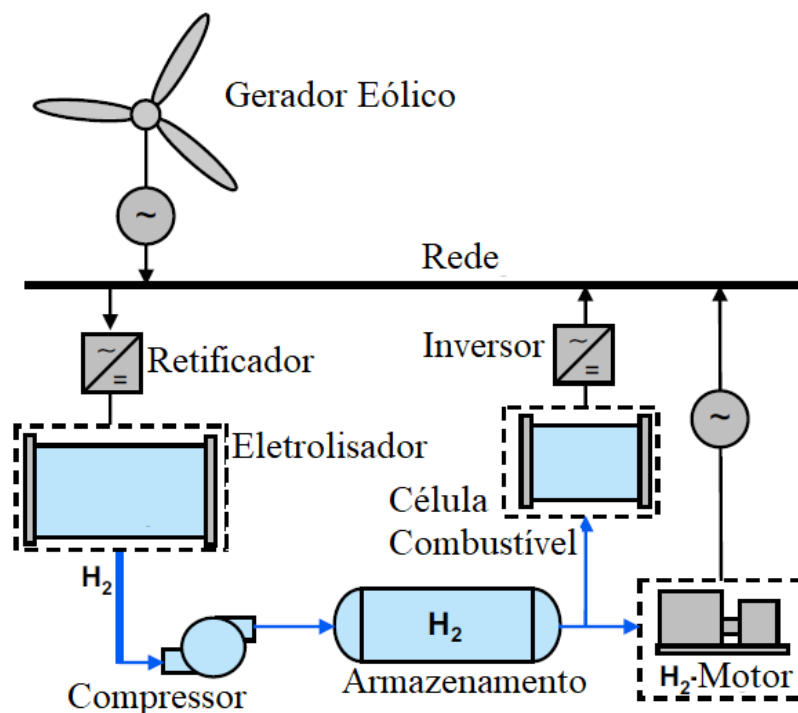 Gerador Eólico
~
Rede
~
=
Retificador
Inversor
~
=
~
Eletrolisador
Célula
Combustível
H₂
H₂
Compressor
Armazenamento
H₂-Motor